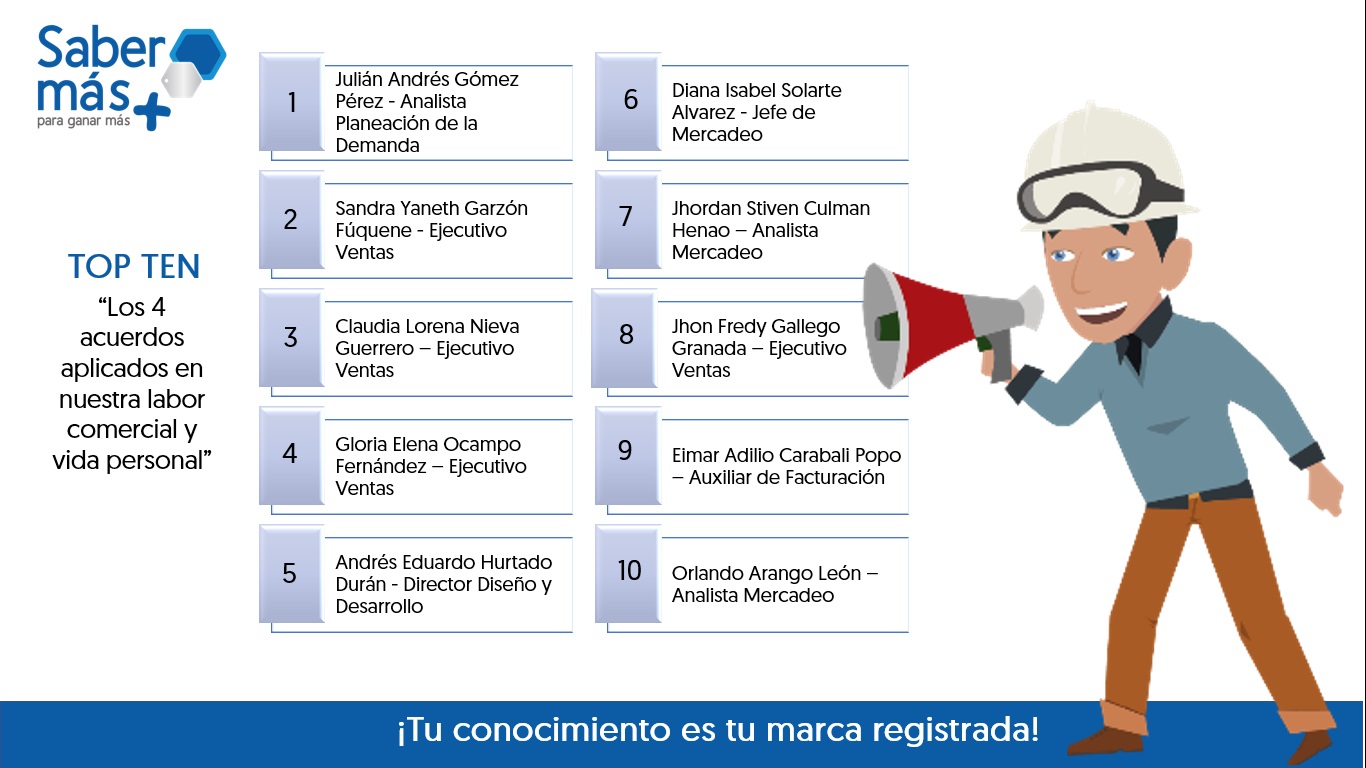 Saber
más+
para ganar más
TOP TEN
“Los 4
acuerdos
aplicados en
nuestra labor
comercial y
vida personal”
1
Julián Andrés Gómez
Pérez - Analista
Planeación de la
Demanda
2
Sandra Yaneth Garzón
Fúquene - Ejecutivo
Ventas
3
Claudia Lorena Nieva
Guerrero – Ejecutivo
Ventas
4
Gloria Elena Ocampo
Fernández – Ejecutivo
Ventas
5
Andrés Eduardo Hurtado
Durán - Director Diseño y
Desarrollo
6
Diana Isabel Solarte
Alvarez - Jefe de
Mercadeo
7
Jhordan Stiven Culman
Henao – Analista
Mercadeo
8
Jhon Fredy Gallego
Granada – Ejecutivo
Ventas
9
Eimar Adilio Carabali Popo
– Auxiliar de Facturación
10
Orlando Arango León –
Analista Mercadeo
¡Tu conocimiento es tu marca registrada!